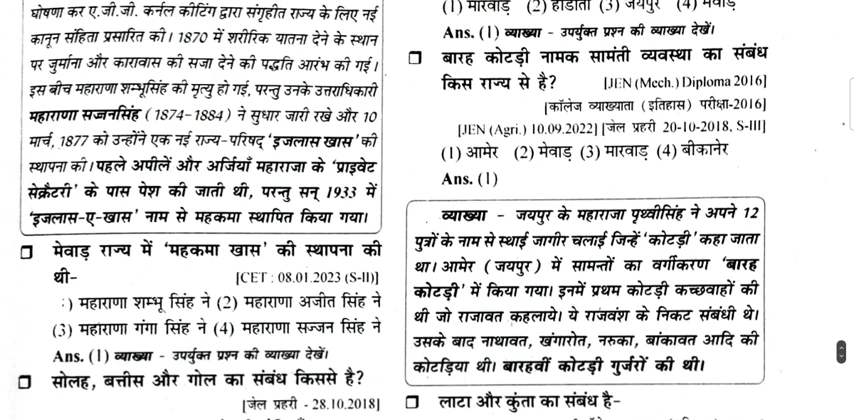 घोषणा कर ए.जी.जी. कर्नल कीटिंग द्वारा संगृहीत राज्य के लिए नई
कानून संहिता प्रसारित की। 1870 में शरीरिक यातना देने के स्थान
पर जुर्माना और कारावास की सजा देने की पद्धति आरंभ की गई।
इस बीच महाराणा शम्भूसिंह की मृत्यु हो गई, परन्तु उनके उत्तराधिकारी
महाराणा सज्जनसिंह (1874-1884) ने सुधार जारी रखे और 10
मार्च, 1877 को उन्होंने एक नई राज्य-परिषद् 'इजलास खास' की
स्थापना की। पहले अपीलें और अर्जियाँ महाराजा के 'प्राइवेट
सेक्रेटरी' के पास पेश की जाती थी, परन्तु सन् 1933 में
'इजलास-ए-खास' नाम से महकमा स्थापित किया गया।
मेवाड़ राज्य में 'महकमा खास' की स्थापना की
थी- [CET : 08.01.2023 (S-II)]
) महाराणा शम्भू सिंह ने (2) महाराणा अजीत सिंह ने
(3) महाराणा गंगा सिंह ने (4) महाराणा सज्जन सिंह ने
Ans. (1) व्याख्या - उपर्युक्त प्रश्न की व्याख्या देखें।
सोलह, बत्तीस और गोल का संबंध किससे है?
[जेल प्रहरी - 28.10.2018]
(1) मारवाड़ (2) हाडौती (3) जयपुर (4) मेवाड़
Ans. (1) व्याख्या - उपर्युक्त प्रश्न की व्याख्या देखें।
बारह कोटड़ी नामक सामंती व्यवस्था का संबंध
किस राज्य से है? [JEN (Mech.) Diploma 2016]
[कॉलेज व्याख्याता (इतिहास) परीक्षा-2016]
[JEN (Agri.) 10.09.2022] [जेल प्रहरी 20-10-2018, S-III]
(1) आमेर (2) मेवाड़ (3) मारवाड़ (4) बीकानेर
Ans. (1)
व्याख्या - जयपुर के महाराजा पृथ्वीसिंह ने अपने 12
पुत्रों के नाम से स्थाई जागीर चलाई जिन्हें 'कोटड़ी' कहा जाता
था। आमेर (जयपुर) में सामन्तों का वर्गीकरण 'बारह
कोटड़ी' में किया गया। इनमें प्रथम कोटड़ी कच्छवाहों की
थी जो राजावत कहलाये। ये राजवंश के निकट संबंधी थे।
उसके बाद नाथावत, खंगारोत, नरुका, बांकावत आदि की
कोटड़िया थी। बारहवीं कोटड़ी गुर्जरों की थी।
लाटा और कुंता का संबंध है-